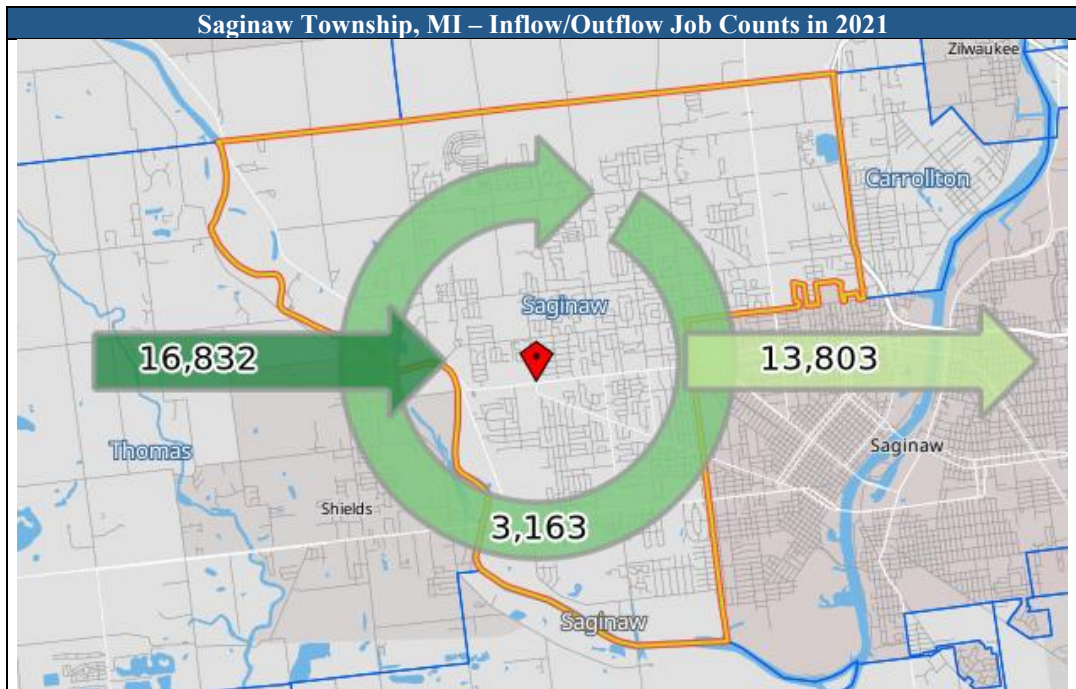 Saginaw Township, MI – Inflow/Outflow Job Counts in 2021
Zilwaukee
Carrollton
Saginaw
16,832
13,803
Thomas
Saginaw
Shields
3,163
Saginaw